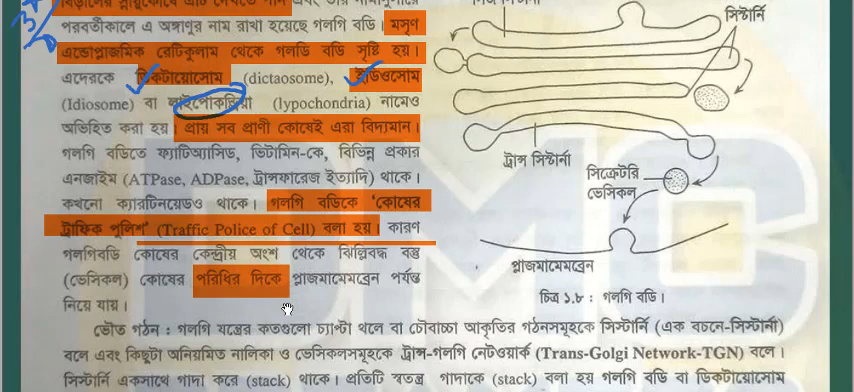 বিড়ালের স্নায়ুকোষে এটি দেখতে পান এবং তাঁর নামানুসারে
পরবর্তীকালে এ অঙ্গাণুর নাম রাখা হয়েছে গলগি বডি। মসৃণ
এন্ডোপ্লাজমিক রেটিকুলাম থেকে গলডি বডি সৃষ্টি হয়।
এদেরকে ডিকটায়োসোম (dictaosome), ইডিওসোম
(Idiosome) বা লাইপোকন্ড্রিয়া (lypochondria) নামেও
অভিহিত করা হয়। প্রায় সব প্রাণী কোষেই এরা বিদ্যমান।
গলগি বডিতে ফ্যাটিঅ্যাসিড, ভিটামিন-কে, বিভিন্ন প্রকার
এনজাইম (ATPase, ADPase, ট্রান্সফারেজ ইত্যাদি) থাকে।
কখনো ক্যারটিনয়েডও থাকে। গলগি বডিকে ‘কোষের
ট্রাফিক পুলিশ’ (Traffic Police of Cell) বলা হয়। কারণ
গলগিবডি কোষের কেন্দ্রীয় অংশ থেকে ঝিল্লিবদ্ধ বস্তু
(ভেসিকল) কোষের পরিধির দিকে প্লাজমামেমব্রেন পর্যন্ত
নিয়ে যায়।
সিস্টার্নি
ট্রান্স সিস্টার্না
সিক্রেটরি
ভেসিকল
প্লাজমামেমব্রেন
চিত্র ১.৮ : গলগি বডি।
ভৌত গঠন : গলগি যন্ত্রের কতগুলো চ্যাপ্টা থলে বা চৌবাচ্চা আকৃতির গঠনসমূহকে সিস্টার্নি (এক বচনে-সিস্টার্না)
বলে এবং কিছুটা অনিয়মিত নালিকা ও ভেসিকলসমূহকে ট্রান্স-গলগি নেটওয়ার্ক (Trans-Golgi Network-TGN) বলে।
সিস্টার্নি একসাথে গাদা করে (stack) থাকে। প্রতিটি স্বতন্ত্র গাদাকে (stack) বলা হয় গলগি বডি বা ডিকটায়োসোম